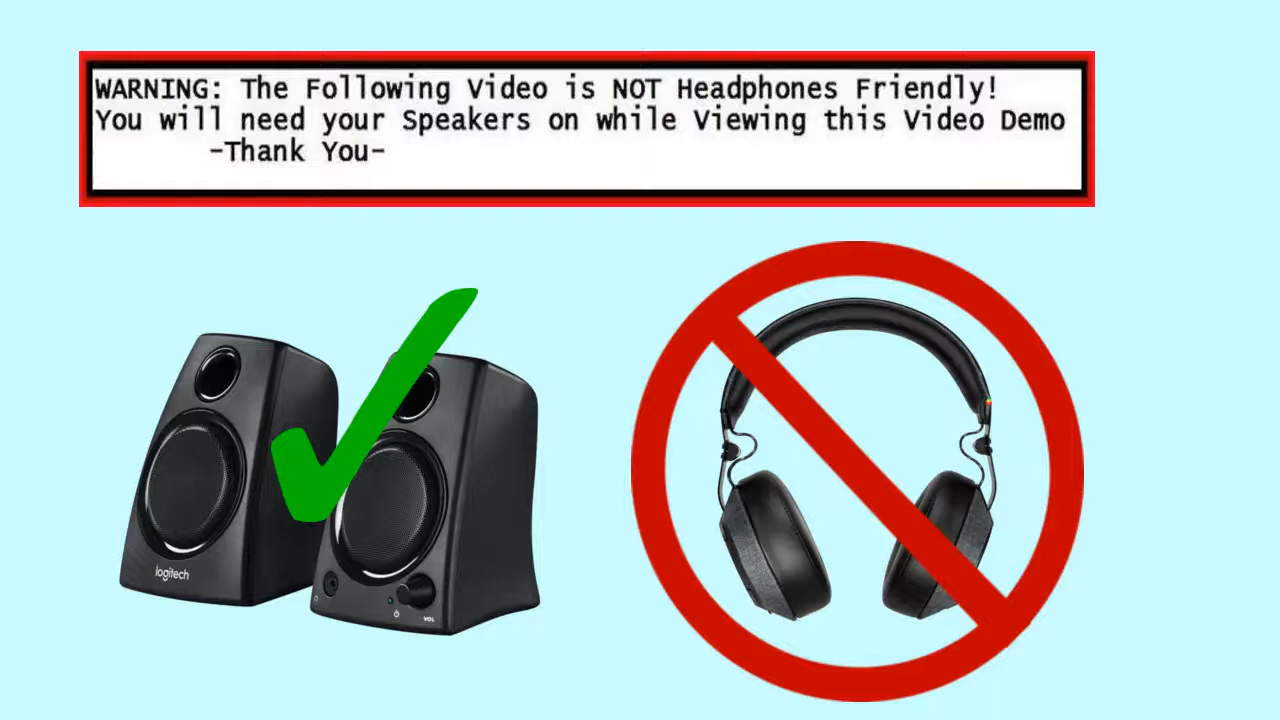 WARNING: The Following Video is NOT Headphones Friendly!
You will need your Speakers on while Viewing this Video Demo
-Thank You-
logitech
VOL